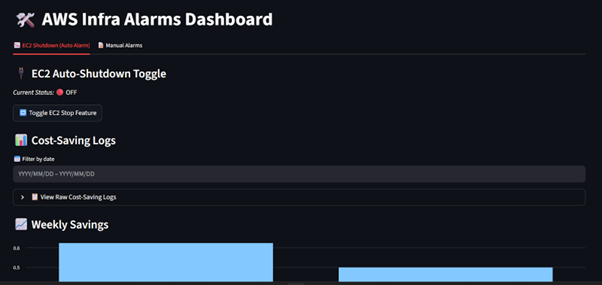 AWS Infra Alarms Dashboard
EC2 Shutdown (Auto Alarm) Manual Alarms
EC2 Auto-Shutdown Toggle
Current Status: OFF
Toggle EC2 Stop Feature
Cost-Saving Logs
Filter by date
YYYY/MM/DD – YYYY/MM/DD
View Raw Cost-Saving Logs
Weekly Savings
0.6
0.5